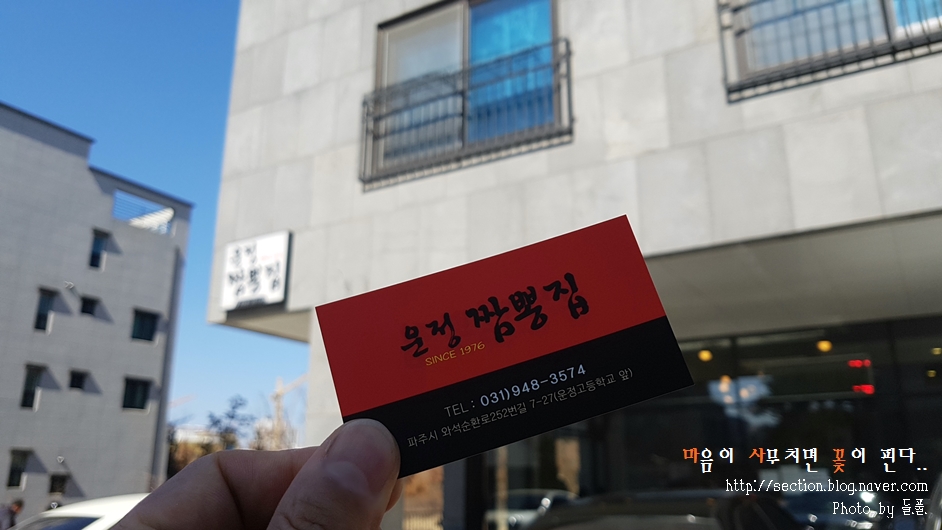 운정
짬뽕집
운정 짬뽕집
SINCE 1976
TEL : 031)948-3574
파주시 와석순환로252번길 7-27(운정고등학교 앞)
마음이 사무치면 꽃이 핀다..
http://section.blog.naver.com
Photo by 들풀.